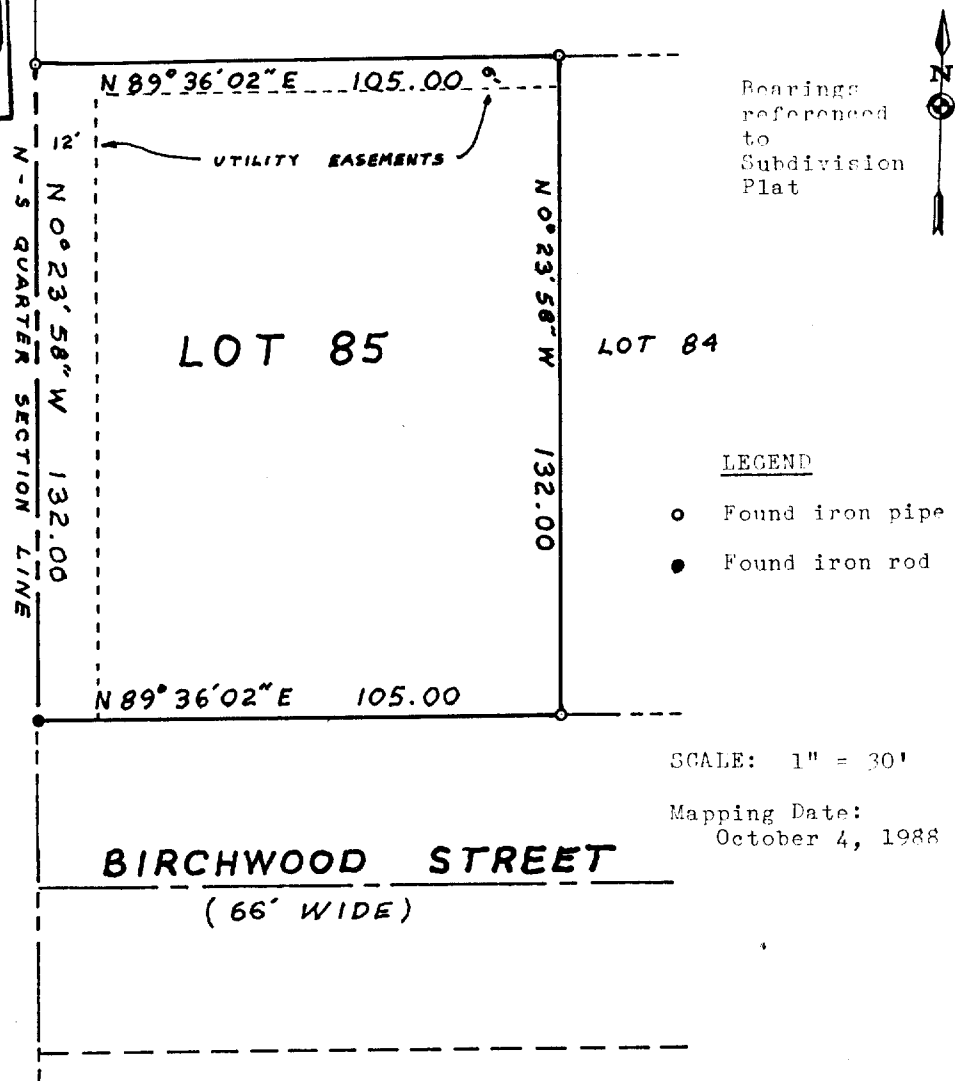 N 89° 36' 02" E 105.00 6'
12'
UTILITY EASEMENTS
N-S QUARTER SECTION LINE
N 0° 23' 58" W 132.00
LOT 85
N 0° 23' 58" W 132.00
LOT 84
N 89° 36' 02" E 105.00
BIRCHWOOD STREET
(66' WIDE)
N
Bearings
referenced
to
Subdivision
Plat
LEGEND
Found iron pipe
Found iron rod
SCALE: 1" = 30'
Mapping Date:
October 4, 1988